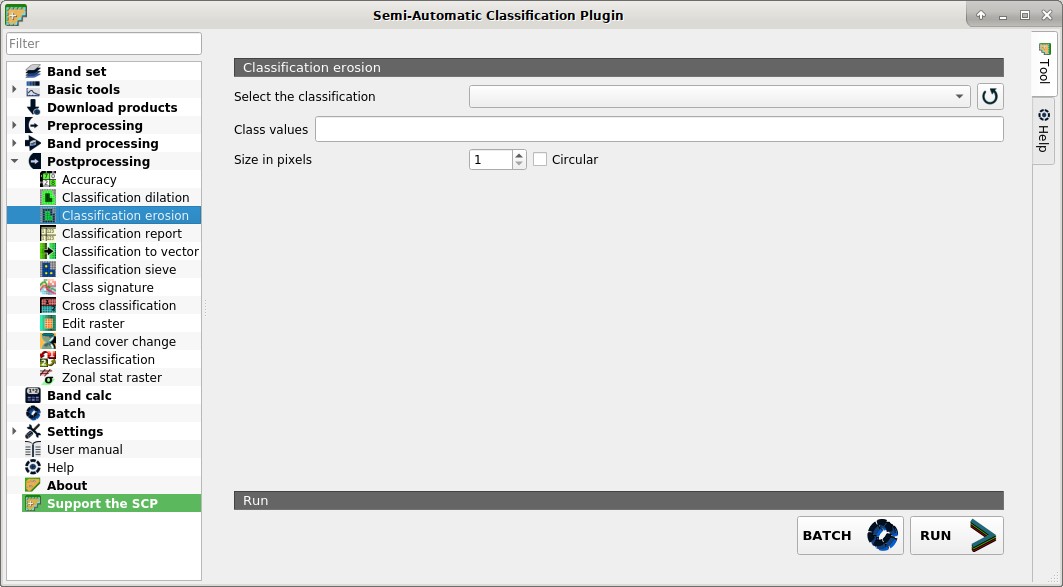 Semi-Automatic Classification Plugin
Filter
Band set
Basic tools
Download products
Preprocessing
Band processing
Postprocessing
Accuracy
Classification dilation
Classification erosion
Classification report
Classification to vector
Classification sieve
Class signature
Cross classification
Edit raster
Land cover change
Reclassification
Zonal stat raster
Band calc
Batch
Settings
User manual
Help
About
Support the SCP
Classification erosion
Select the classification
Class values
Size in pixels 1 Circular
Run
BATCH RUN
Tool
Help